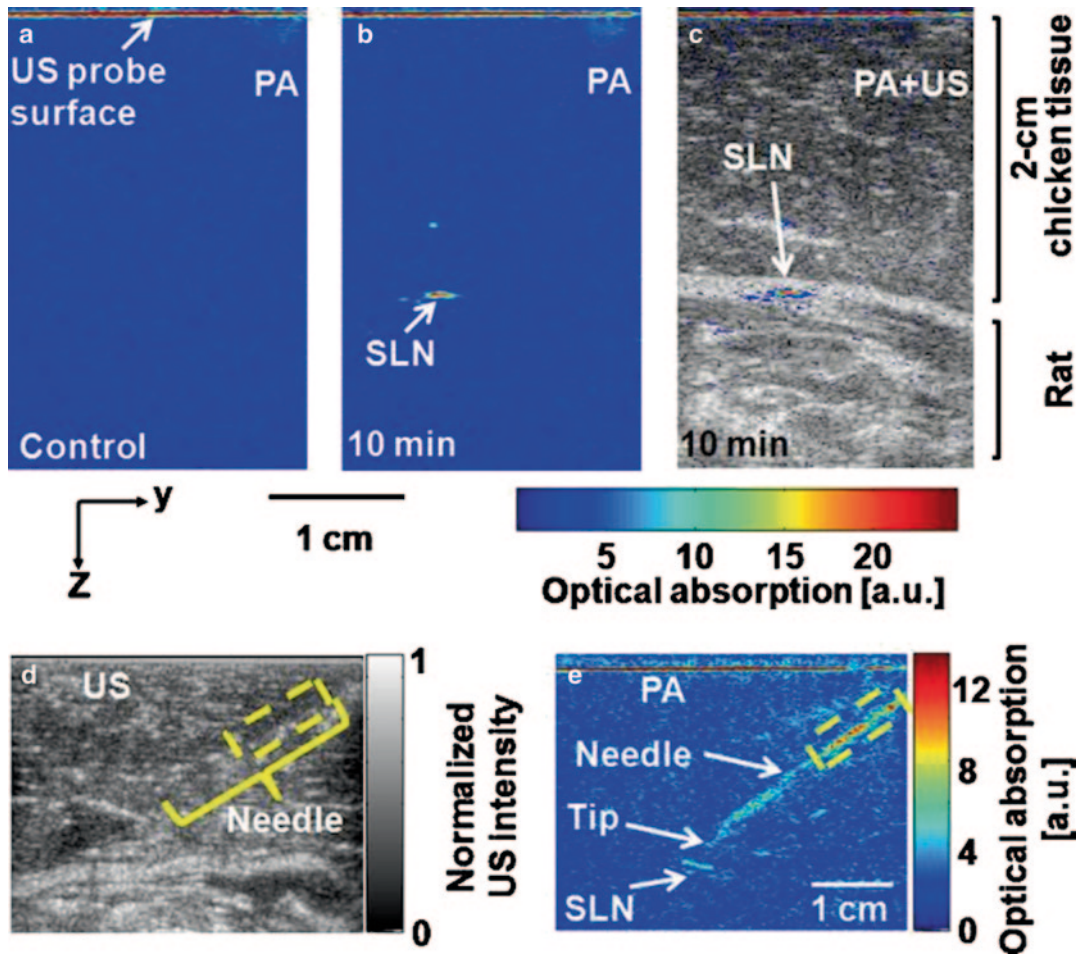 a
US probe
surface
PA
Control
b
PA
SLN
10 min
c
PA+US
SLN
10 min
2-cm
chicken tissue
Rat
y
Z
1 cm
5 10 15 20
Optical absorption [a.u.]
d
US
Needle
1
0
Normalized
US intensity
e
PA
Needle
Tip
SLN
1 cm
12
8
4
0
Optical absorption
[a.u.]